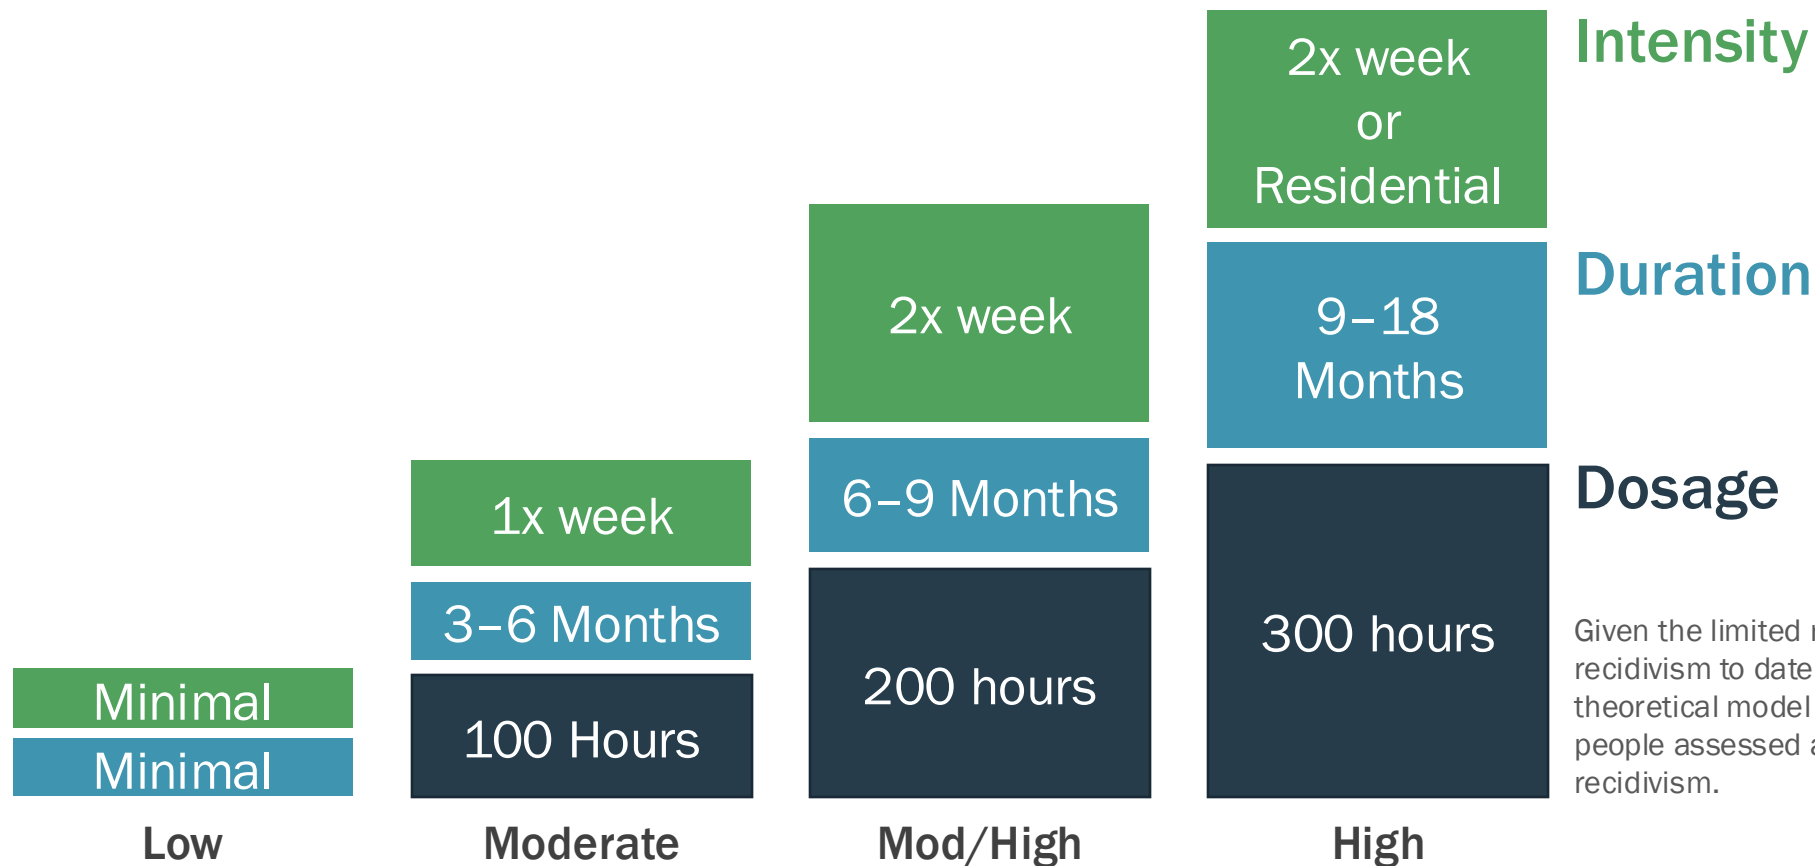 2x week
or
Residential
Intensity
2x week
9–18
Months
Duration
1x week
6–9 Months
Dosage
3–6 Months
Minimal
Minimal
100 Hours
200 hours
300 hours
Given the limited
recidivism to date
theoretical model
people assessed
recidivism.
Low
Moderate
Mod/High
High